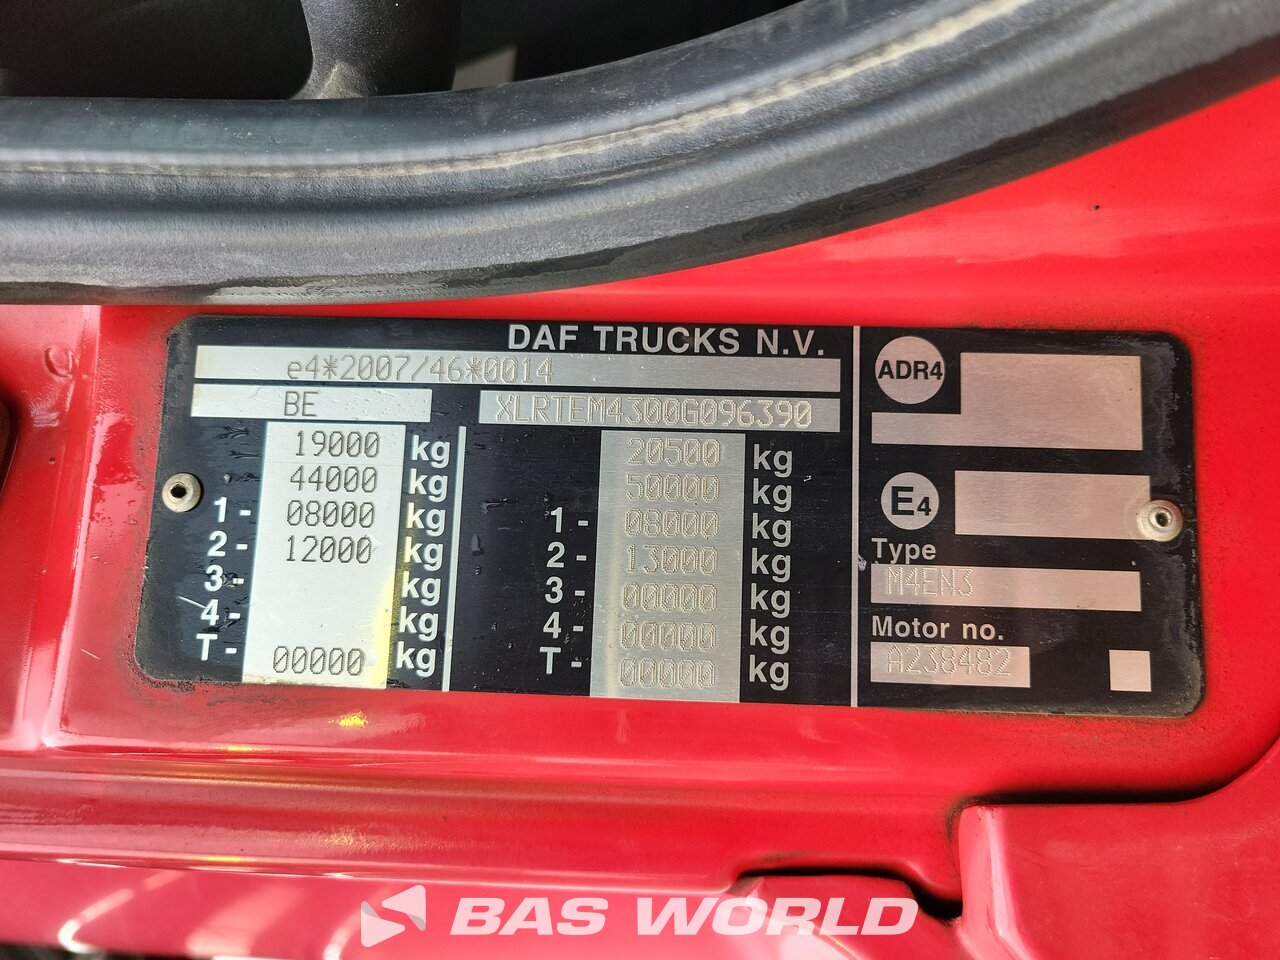 DAF TRUCKS N.V.
e4*2007/46*0014
BE
XLRTEM4300G096390
19000 kg
44000 kg
1- 08000 kg
2- 12000 kg
3- kg
4- kg
T- 00000 kg
20500 kg
50000 kg
1- 08000 kg
2- 13000 kg
3- 00000 kg
4- 00000 kg
T- 00000 kg
ADR4
E4
Type
M4EN3
Motor no.
A238482
BAS WORLD